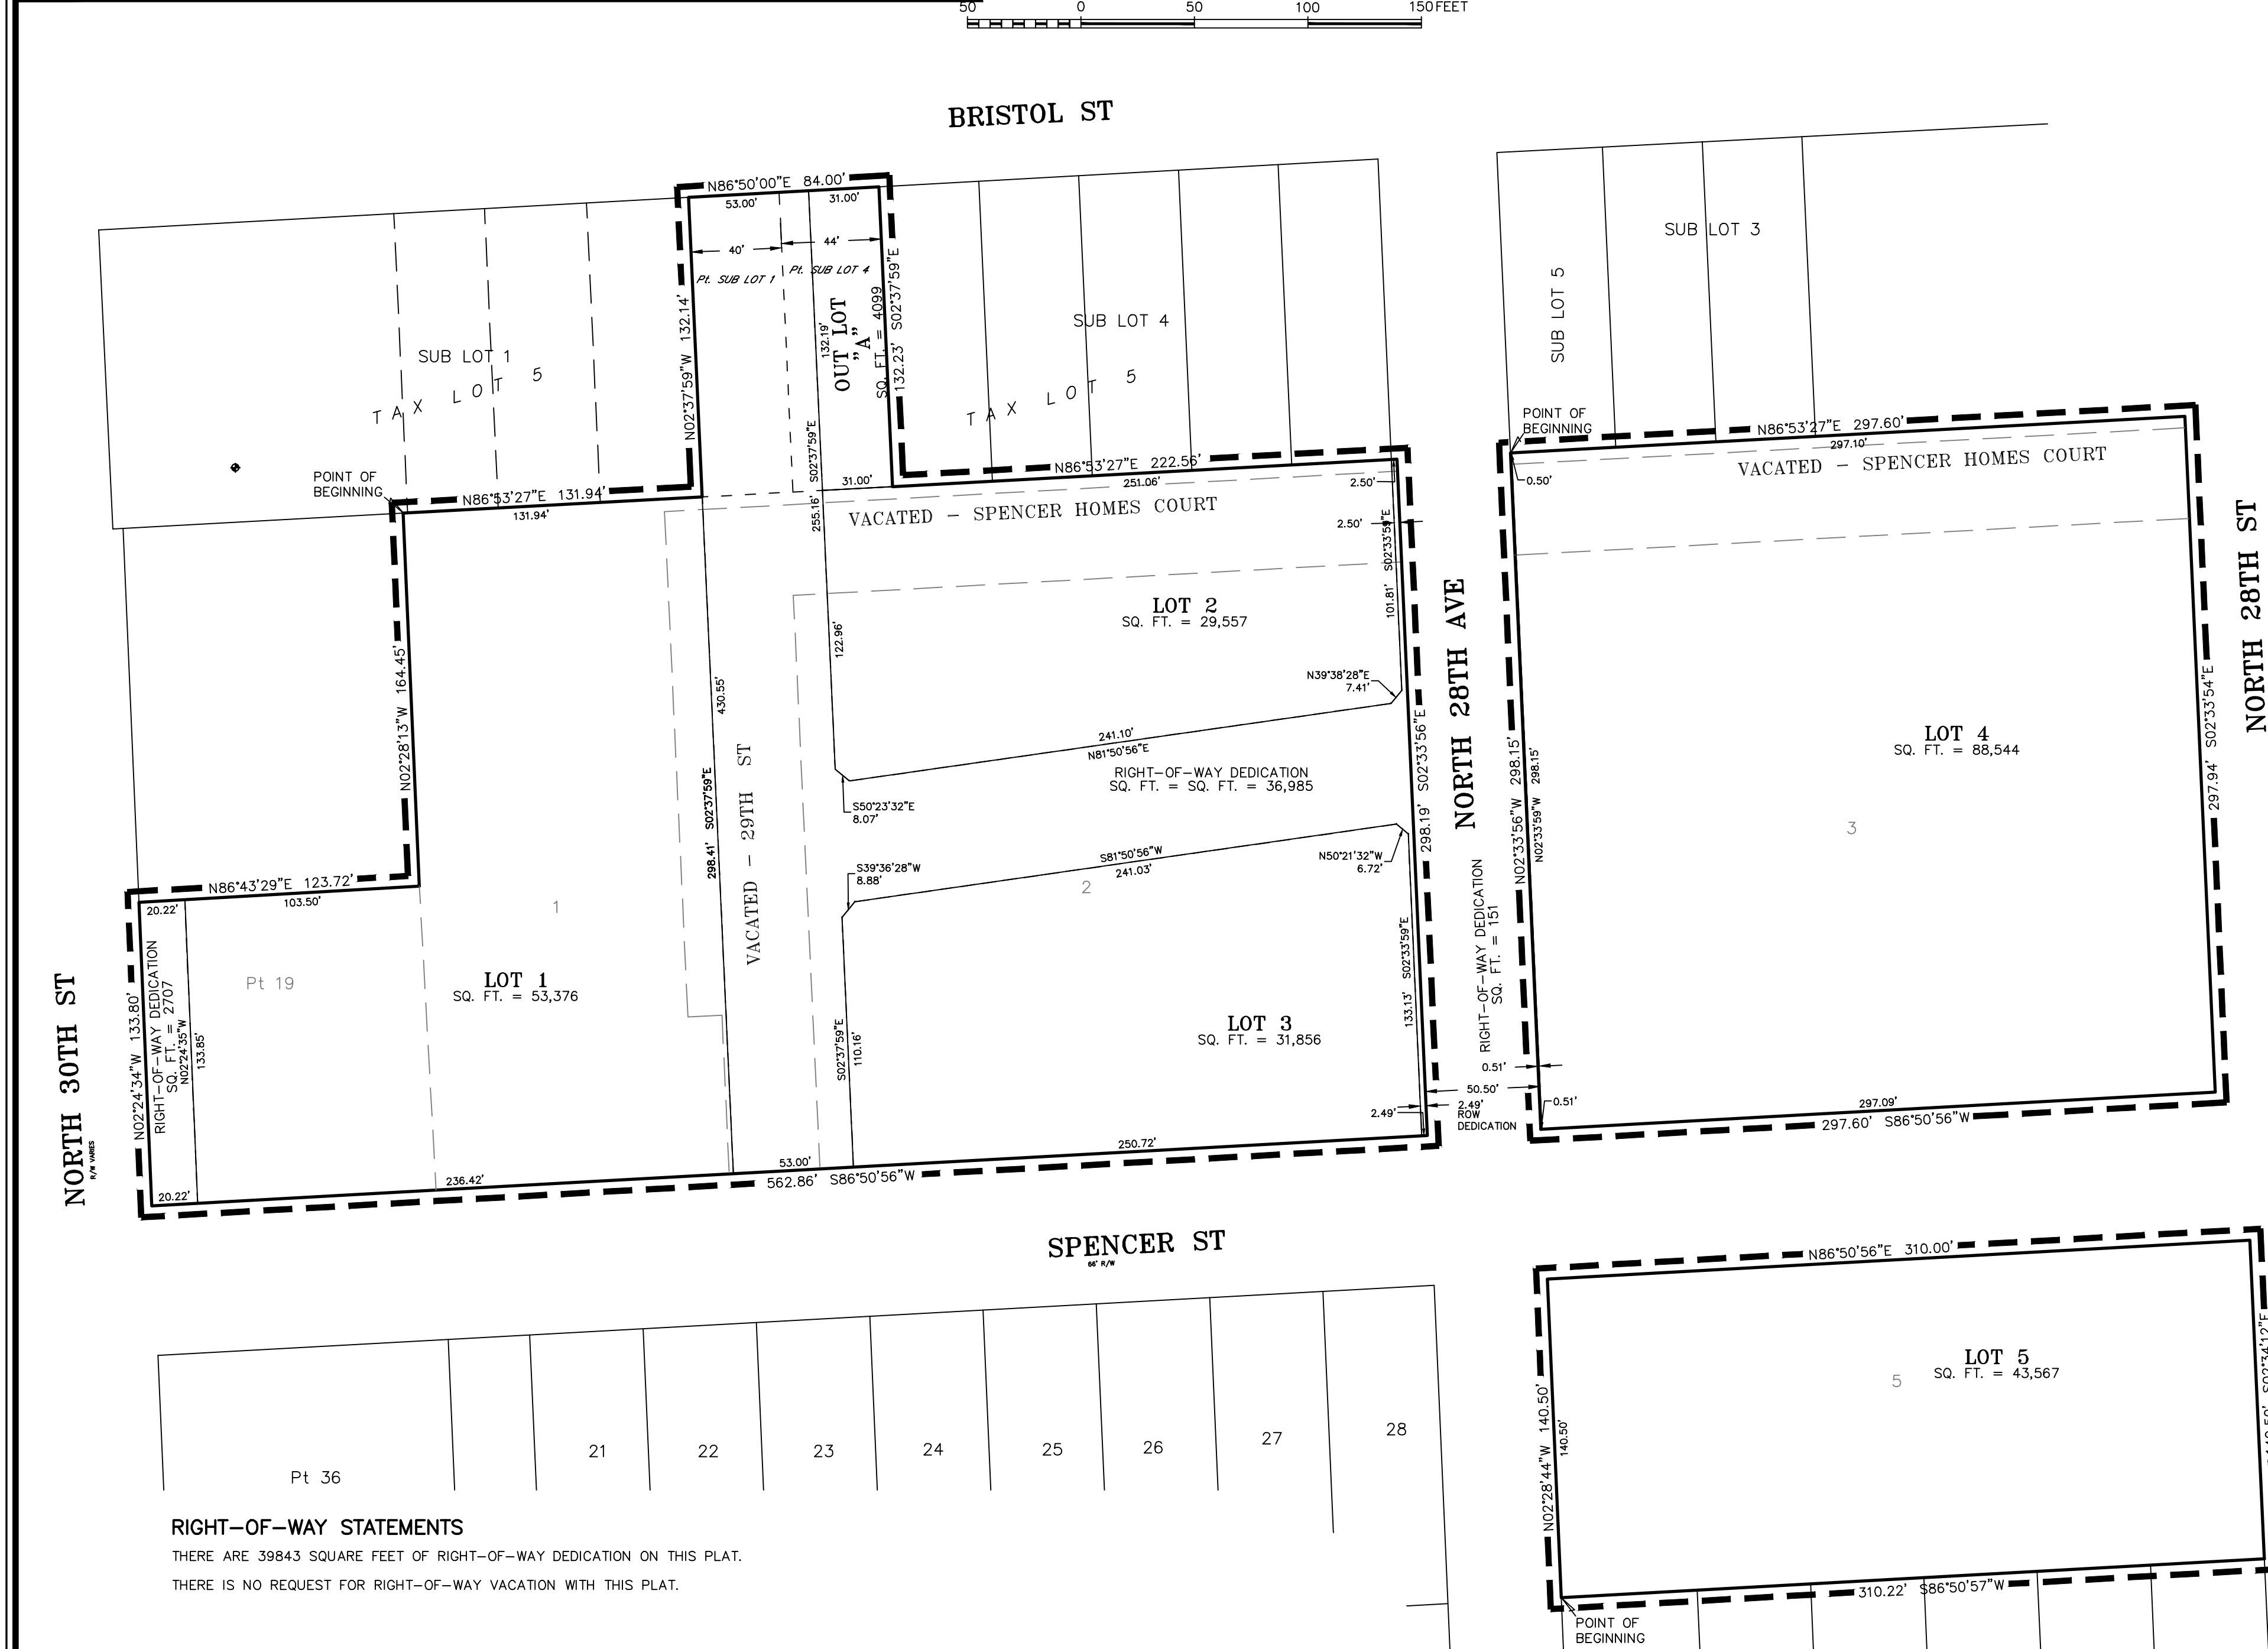 50 0 50 100 150 FEET
BRISTOL ST
N86°50'00"E 84.00'
53.00'
31.00'
40'
44'
Pt. SUB LOT 1
Pt. SUB LOT 4
N02°37'59"W 132.14'
132.19'
OUT LOT
"A"
SQ. FT. = 4099
132.23' S02°37'59"E
SUB LOT 1
TAX LOT 5
SUB LOT 4
TAX LOT 5
SUB LOT 5
SUB LOT 3
POINT OF
BEGINNING
N86°53'27"E 131.94'
131.94'
255.16' S02°37'59"E
31.00'
N86°53'27"E 222.56'
251.06'
2.50'
2.50'
VACATED - SPENCER HOMES COURT
POINT OF
BEGINNING
N86°53'27"E 297.60'
297.10'
0.50'
VACATED - SPENCER HOMES COURT
NORTH 28TH ST
N02°28'13"W 164.45'
430.55'
298.41' S02°37'59"E
VACATED - 29TH ST
122.96'
LOT 2
SQ. FT. = 29,557
101.81' S02°33'59"E
N39°38'28"E
7.41'
241.10'
N81°50'56"E
RIGHT-OF-WAY DEDICATION
SQ. FT. = SQ. FT. = 36,985
S50°23'32"E
8.07'
S39°36'28"W
8.88'
S81°50'56"W
241.03'
N50°21'32"W
6.72'
2
298.19' S02°33'56"E
NORTH 28TH AVE
N02°33'56"W 298.15'
N02°33'59"W 298.15'
LOT 4
SQ. FT. = 88,544
3
297.94' S02°33'54"E
N86°43'29"E 123.72'
20.22'
103.50'
1
Pt 19
NORTH 30TH ST
R/W VARIES
N02°24'34"W 133.80'
RIGHT-OF-WAY DEDICATION
SQ. FT. = 2707
N02°24'35"W
133.85'
LOT 1
SQ. FT. = 53,376
S02°37'59"E
110.16'
LOT 3
SQ. FT. = 31,856
133.13' S02°33'59"E
RIGHT-OF-WAY DEDICATION
SQ. FT. = 151
0.51'
50.50'
2.49'
2.49'
ROW
DEDICATION
0.51'
297.09'
297.60' S86°50'56"W
20.22'
236.42'
53.00'
250.72'
562.86' S86°50'56"W
SPENCER ST
66' R/W
N86°50'56"E 310.00'
LOT 5
SQ. FT. = 43,567
5
N02°28'44"W 140.50'
140.50'
S02°34'12"E
310.22' S86°50'57"W
POINT OF
BEGINNING
Pt 36
21
22
23
24
25
26
27
28
RIGHT-OF-WAY STATEMENTS
THERE ARE 39843 SQUARE FEET OF RIGHT-OF-WAY DEDICATION ON THIS PLAT.
THERE IS NO REQUEST FOR RIGHT-OF-WAY VACATION WITH THIS PLAT.